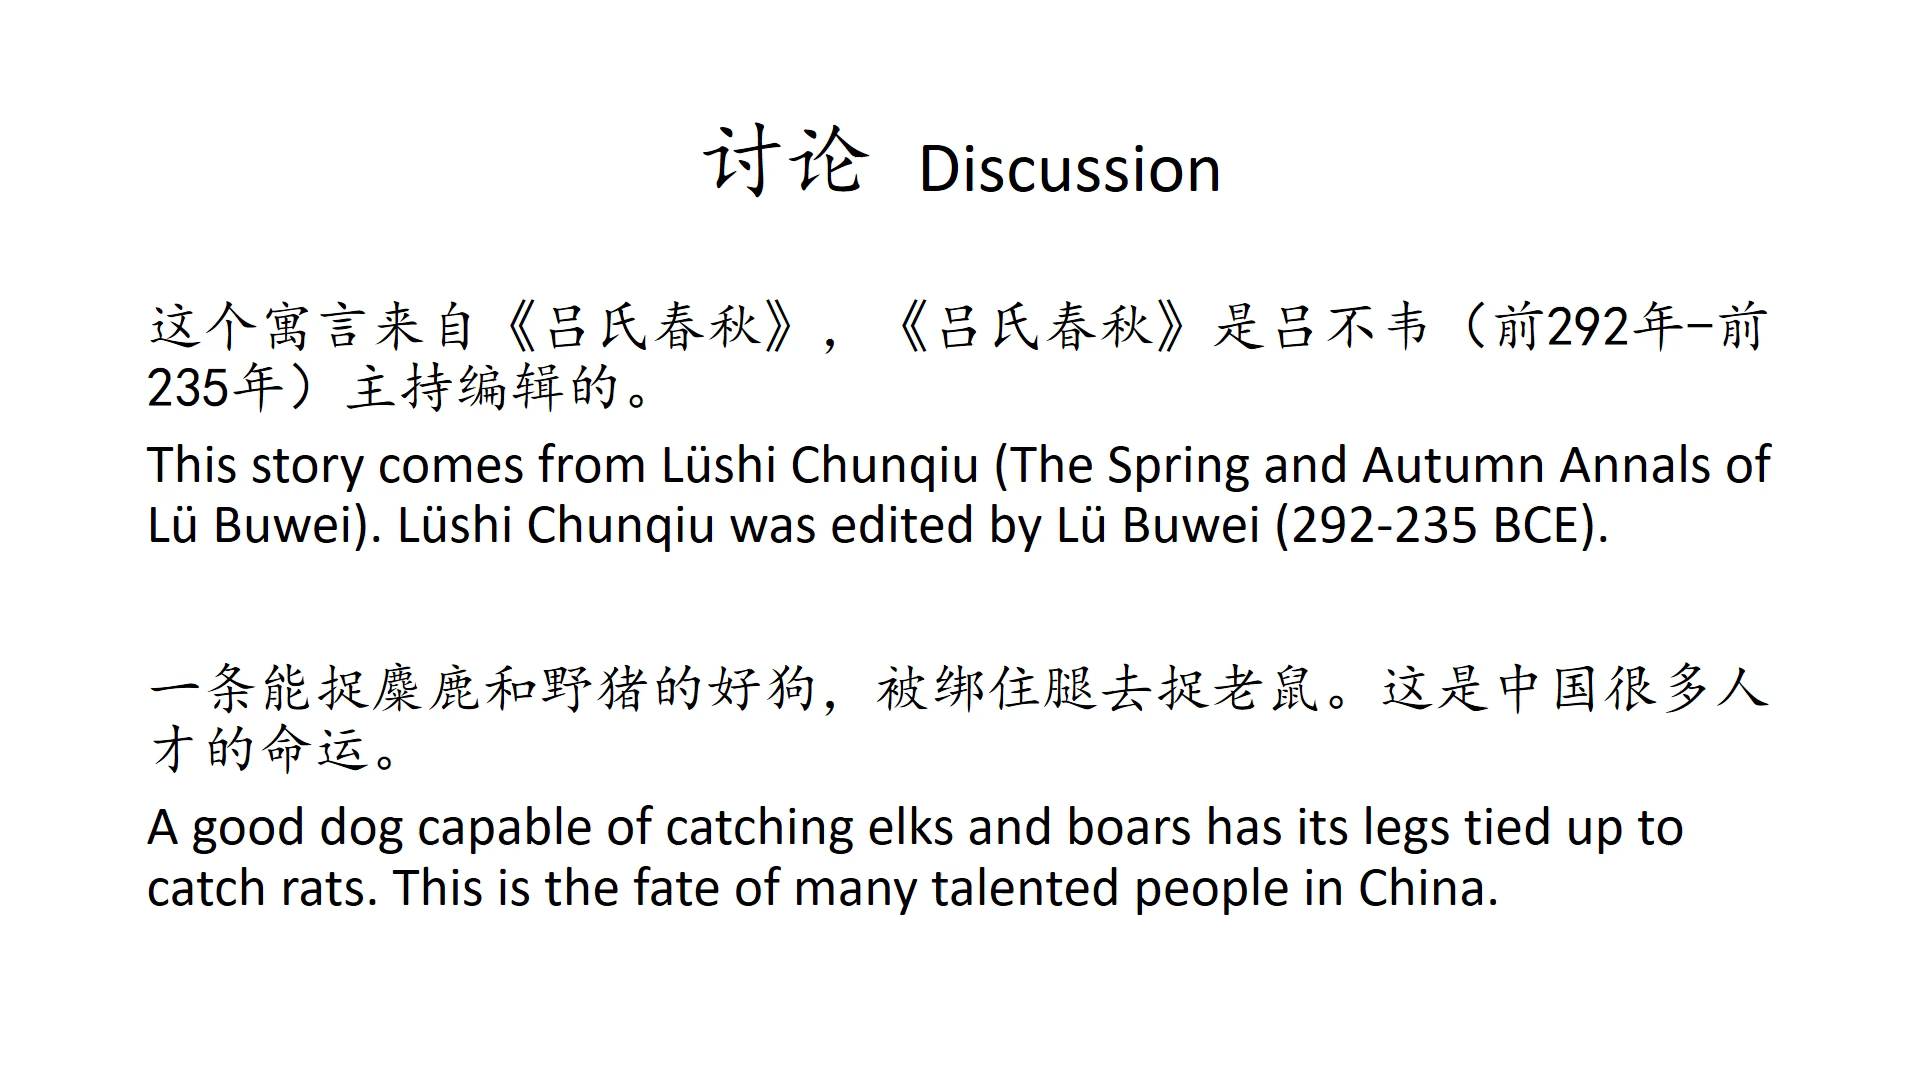 讨论 Discussion
这个寓言来自《吕氏春秋》，《吕氏春秋》是吕不韦（前292年-前
235年）主持编辑的。
This story comes from Lüshi Chunqiu (The Spring and Autumn Annals of
Lü Buwei). Lüshi Chunqiu was edited by Lü Buwei (292-235 BCE).
一条能捉麋鹿和野猪的好狗，被绑住腿去捉老鼠。这是中国很多人
才的命运。
A good dog capable of catching elks and boars has its legs tied up to
catch rats. This is the fate of many talented people in China.